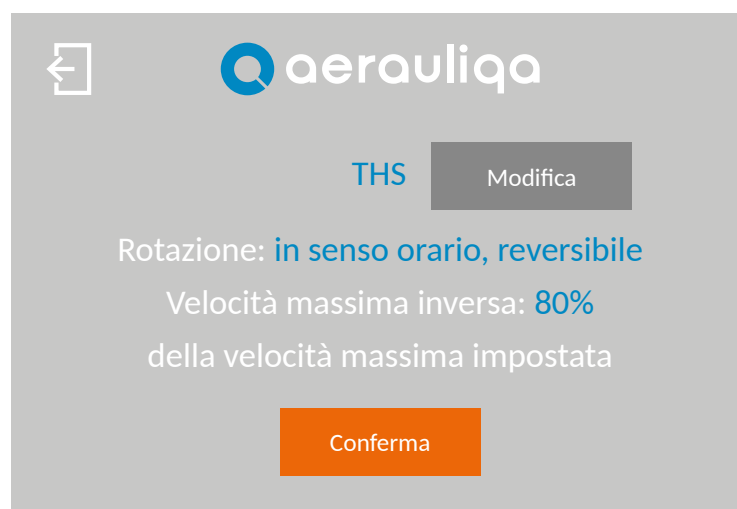 aerauliqa
THS Modifica
Rotazione: in senso orario, reversibile
Velocità massima inversa: 80%
della velocità massima impostata
Conferma